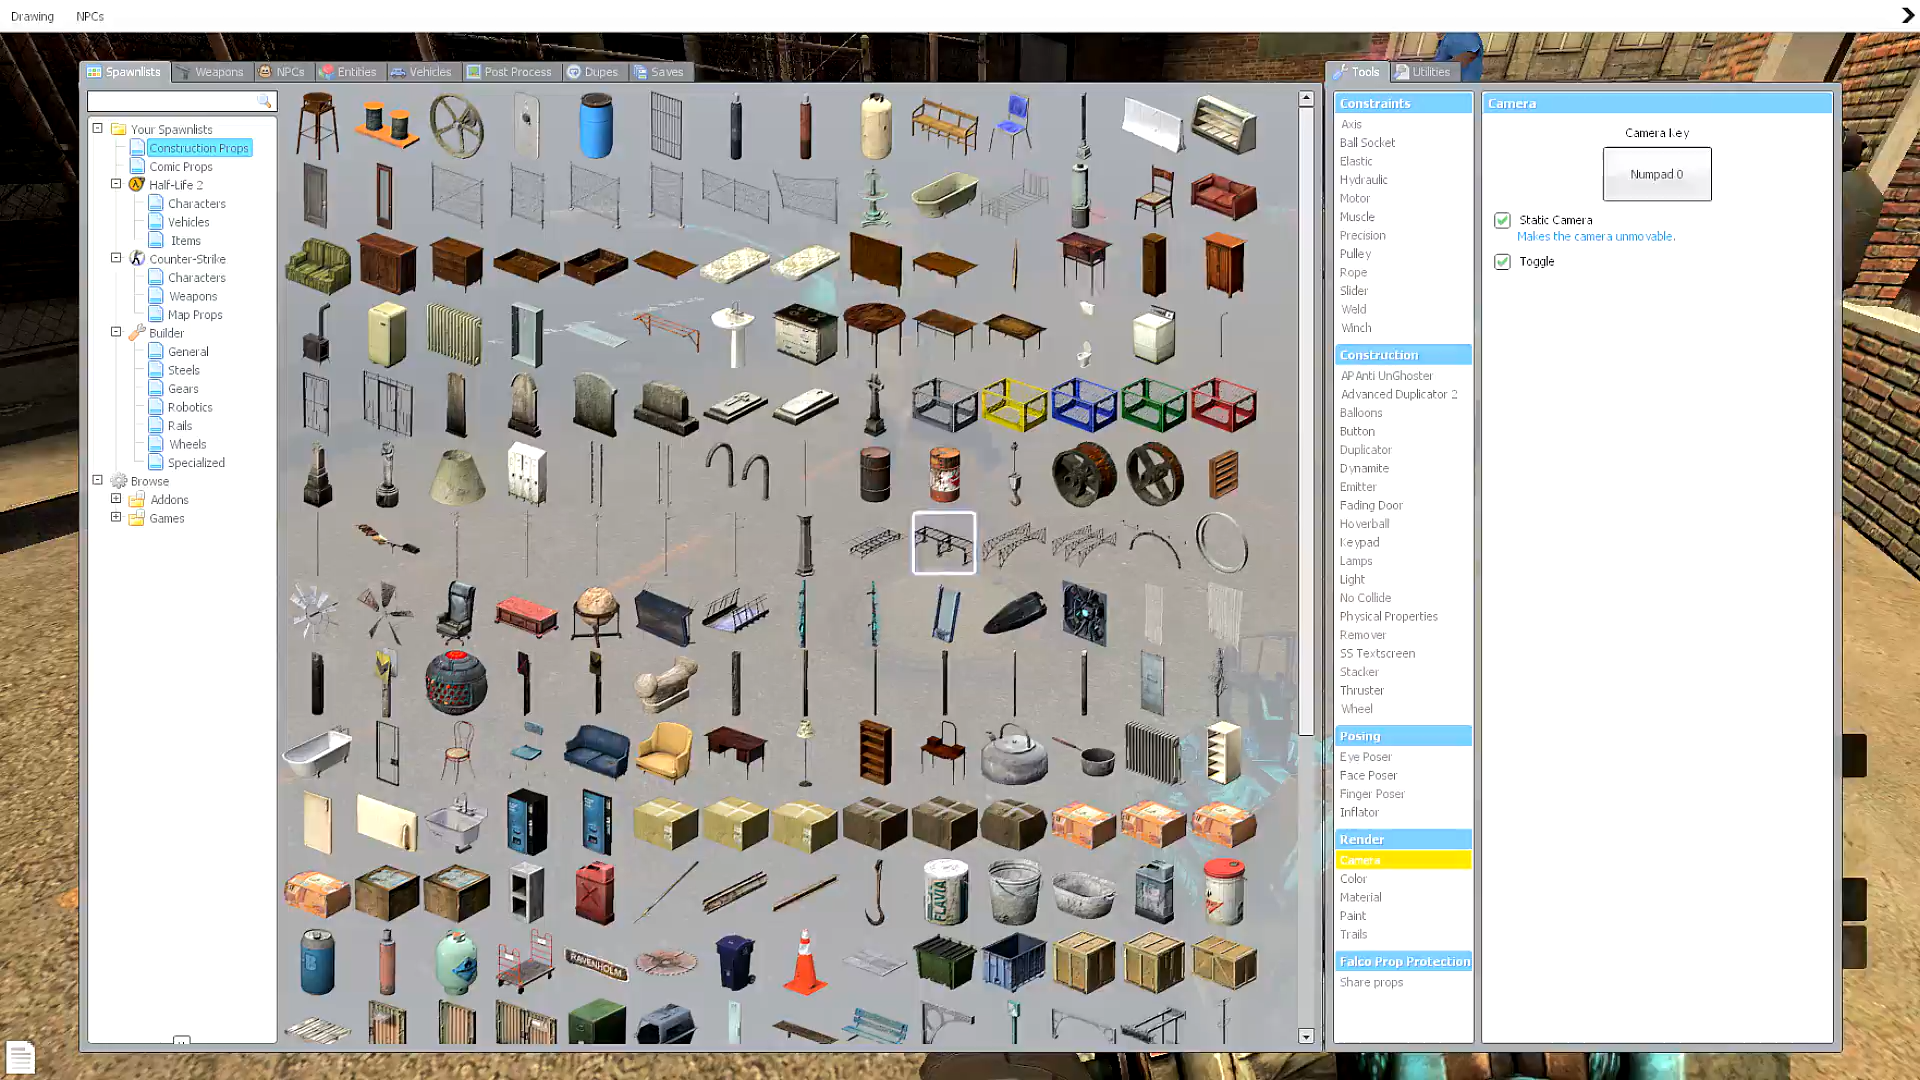 Drawing NPCs
Spawnlists Weapons NPCs Entities Vehicles Post Process Dupes Saves
Your Spawnlists
Construction Props
Comic Props
Half-Life 2
Characters
Vehicles
Items
Counter-Strike
Characters
Weapons
Map Props
Builder
General
Steels
Gears
Robotics
Rails
Wheels
Specialized
Browse
Addons
Games
FLAVIA
RAVENHOLM
Tools Utilities
Constraints
Axis
Ball Socket
Elastic
Hydraulic
Motor
Muscle
Precision
Pulley
Rope
Slider
Weld
Winch
Construction
APAnti UnGhoster
Advanced Duplicator 2
Balloons
Button
Duplicator
Dynamite
Emitter
Fading Door
Hoverball
Keypad
Lamps
Light
No Collide
Physical Properties
Remover
SS Textscreen
Stacker
Thruster
Wheel
Posing
Eye Poser
Face Poser
Finger Poser
Inflator
Render
Camera
Color
Material
Paint
Trails
Falco Prop Protection
Share props
Camera
Camera Key
Numpad 0
Static Camera
Makes the camera unmovable.
Toggle